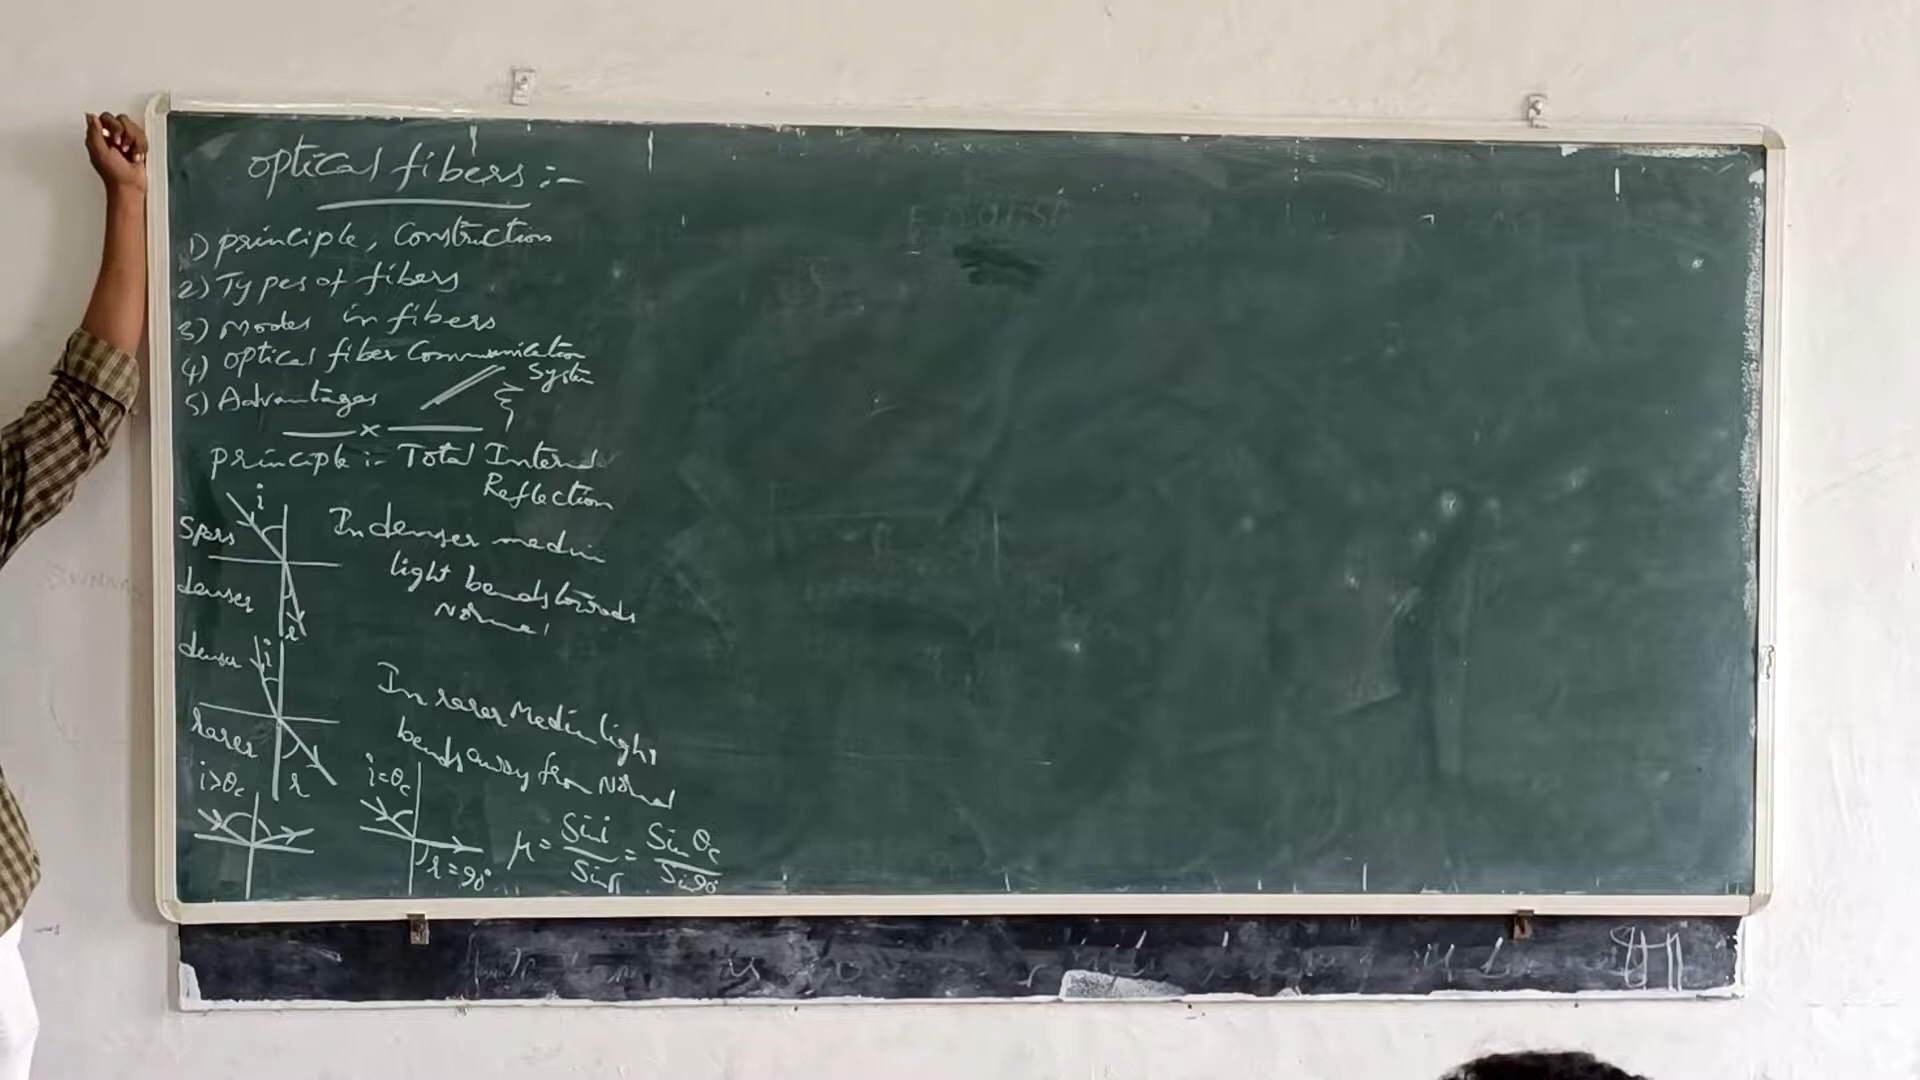 optical fibers :-
1) principle, Construction
2) Types of fibers
3) Modes in fibers
4) optical fiber Communication
System
5) Advantages
x
principle :- Total Internal
Reflection
i
denser
r
In denser medium
light bends towards
Normal
denser
i
rarer
r
In rarer Medium light
bends away from Normal
i>θc
i=θc
r=90°
μ = Sin i / Sin r = Sin θc / Sin 90°